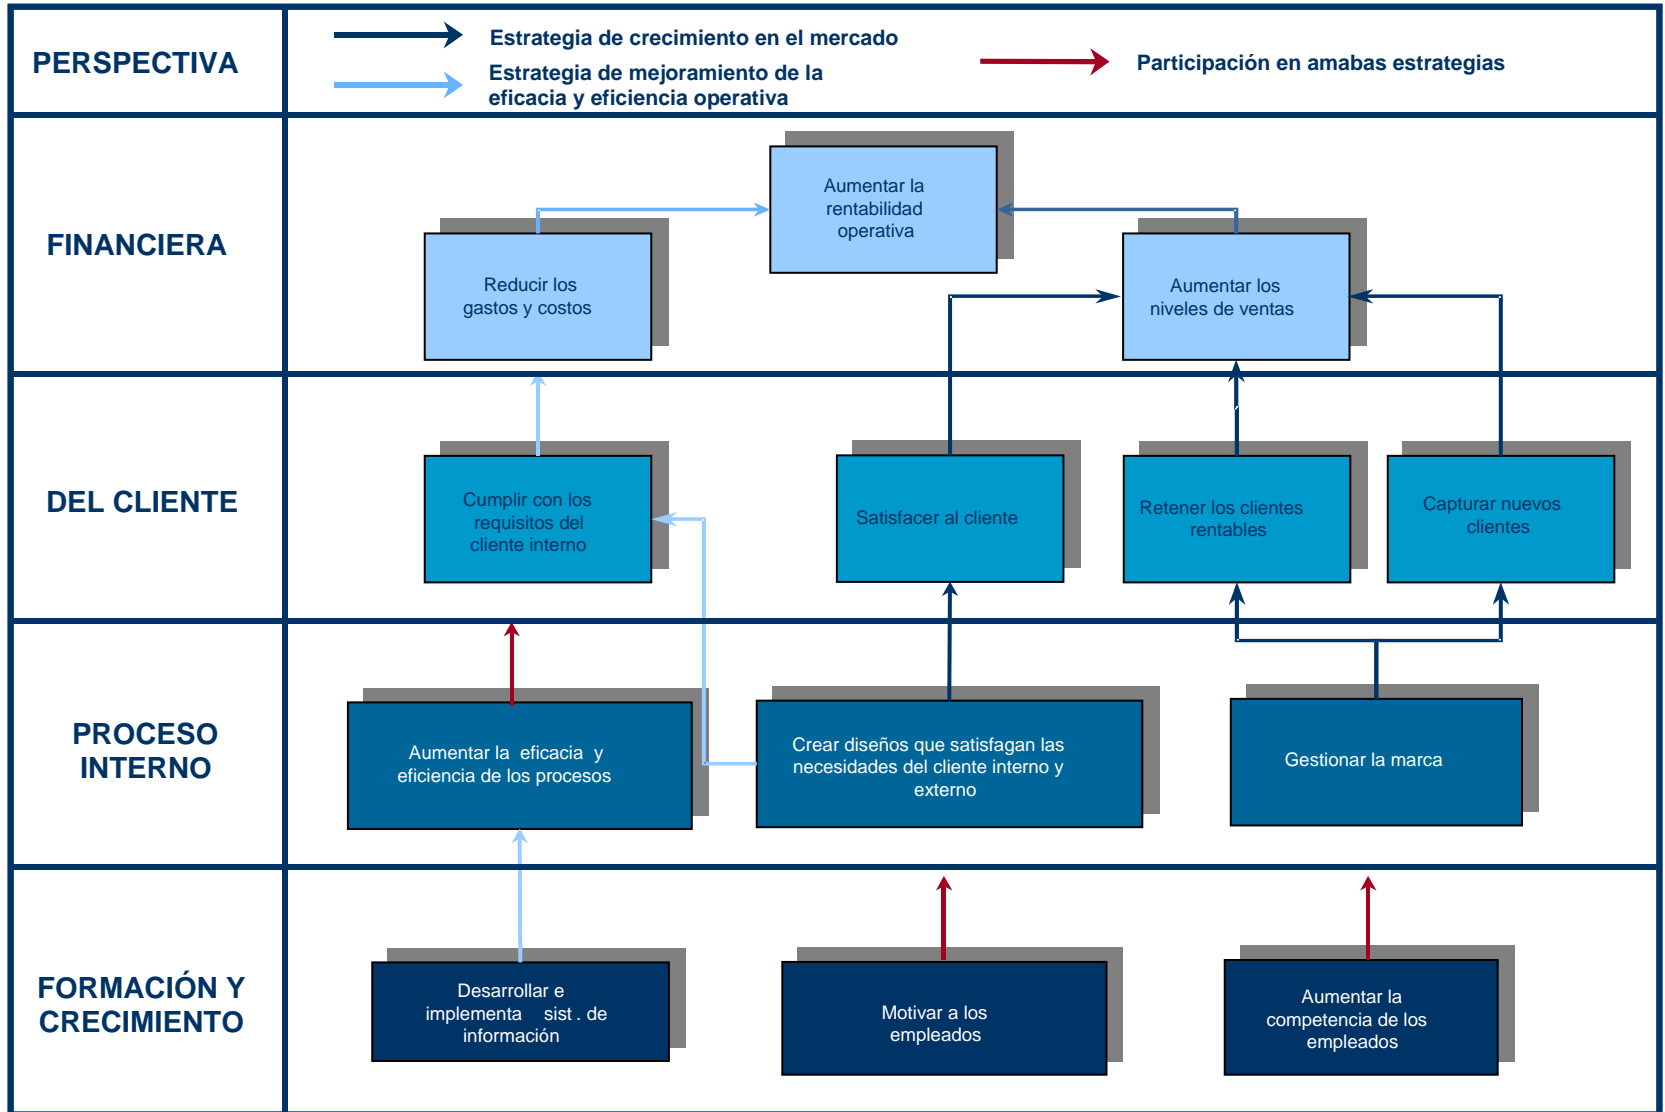 PERSPECTIVA
Estrategia de crecimiento en el mercado
Estrategia de mejoramiento de la
eficacia y eficiencia operativa
Participación en amabas estrategias
FINANCIERA
Aumentar la
rentabilidad
operativa
Reducir los
gastos y costos
Aumentar los
niveles de ventas
DEL CLIENTE
Cumplir con los
requisitos del
cliente interno
Satisfacer al cliente
Retener los clientes
rentables
Capturar nuevos
clientes
PROCESO
INTERNO
Aumentar la eficacia y
eficiencia de los procesos
Crear diseños que satisfagan las
necesidades del cliente interno y
externo
Gestionar la marca
FORMACIÓN Y
CRECIMIENTO
Desarrollar e
implementa sist . de
información
Motivar a los
empleados
Aumentar la
competencia de los
empleados